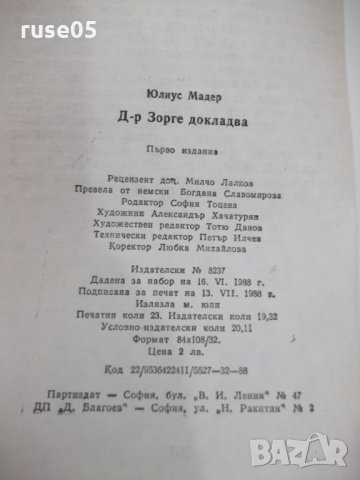 ruse05
Юлиус Мадер
Д-р Зорге докладва
Първо издание
Рецензент доц. Милчо Лалков
Превела от немски Богдана Славомирова
Родактор София Тоцева
Художник Александър Хачатурян
Художествен редактор Тотю Данов
Технически редактор Петър Илчев
Коректор Любка Михайлова
Издателски № 8237
Дадена за набор на 16. VI. 1988 г.
Подписана за печат на 13. VII. 1988 г.
Излязла м. юли
Печатни коли 23. Издателски коли 19,32
Условно-издателски коли 20,11
Формат 84x108/32.
Цена 2 лв.
Код 22/9536422411/5627—32—88
Партиздат — София, бул. „В. И. Ленин" № 47
ДП „Д. Благоев" — София, ул. „Н. Ракитин" № 2
BAZAR
bg